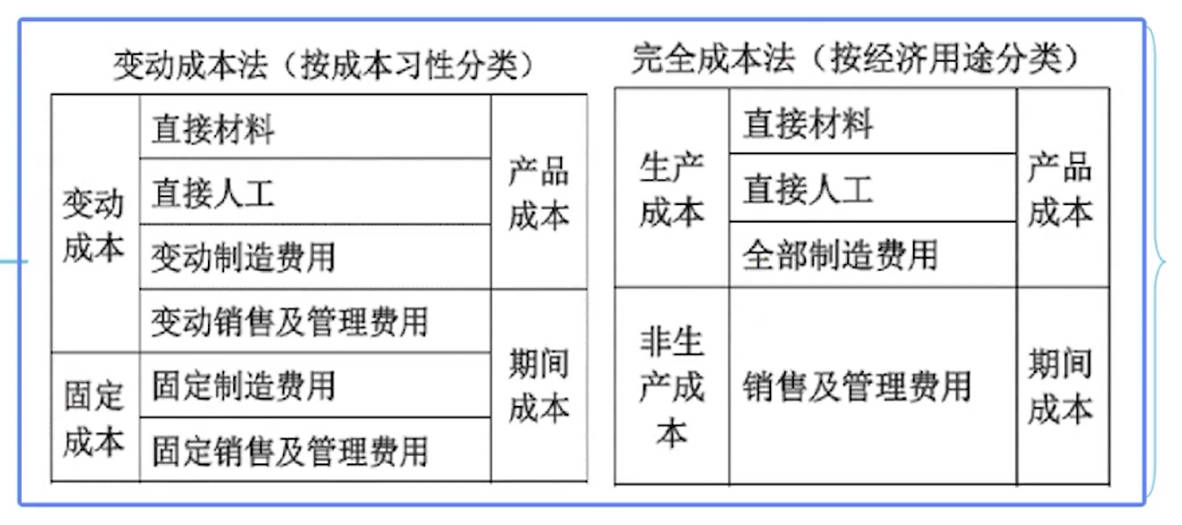 变动成本法（按成本习性分类）
变动
成本
直接材料
直接人工
变动制造费用
变动销售及管理费用
产品
成本
固定
成本
固定制造费用
固定销售及管理费用
期间
成本
完全成本法（按经济用途分类）
生产
成本
直接材料
直接人工
全部制造费用
产品
成本
非生
产成
本
销售及管理费用
期间
成本